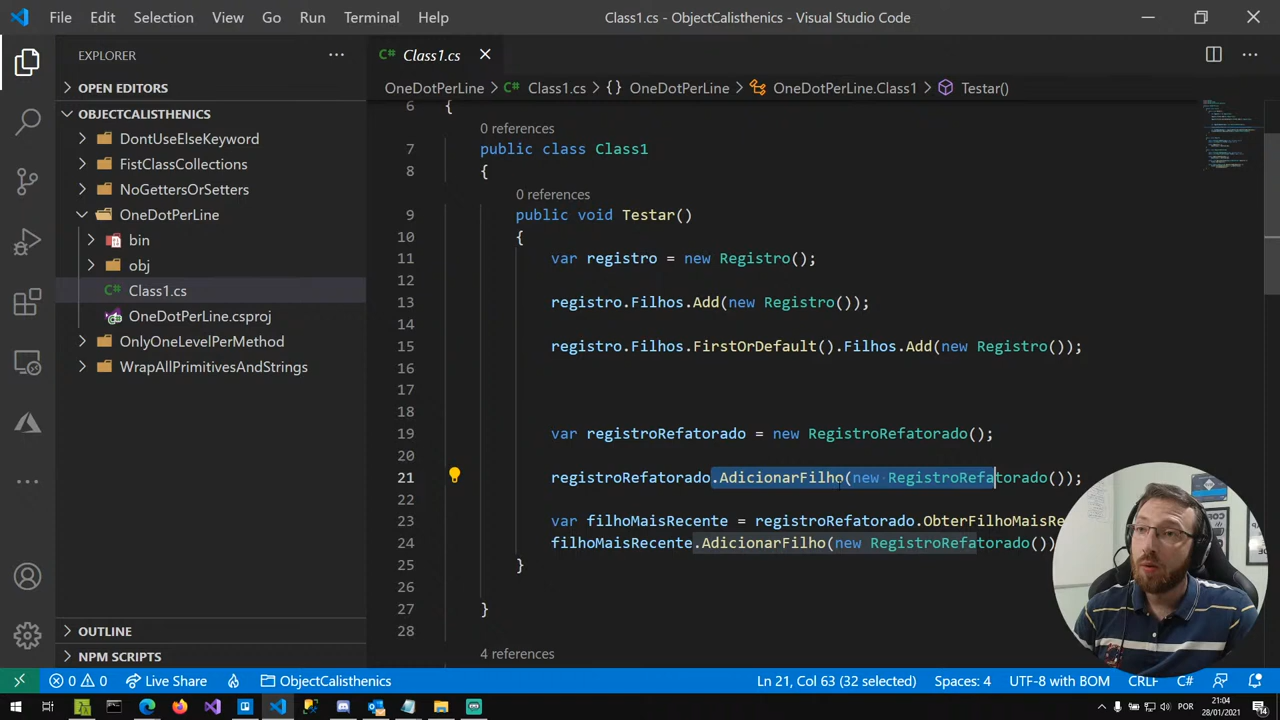 File Edit Selection View Go Run Terminal Help
Class1.cs - ObjectCalisthenics - Visual Studio Code
EXPLORER
OPEN EDITORS
OBJECTCALISTHENICS
DontUseElseKeyword
FistClassCollections
NoGettersOrSetters
OneDotPerLine
bin
obj
Class1.cs
OneDotPerLine.csproj
OnlyOneLevelPerMethod
WrapAllPrimitivesAndStrings
OUTLINE
NPM SCRIPTS
C# Class1.cs
OneDotPerLine > C# Class1.cs > {} OneDotPerLine > OneDotPerLine.Class1 > Testar()
6 {
0 references
7 public class Class1
8 {
0 references
9 public void Testar()
10 {
11 var registro = new Registro();
12
13 registro.Filhos.Add(new Registro());
14
15 registro.Filhos.FirstOrDefault().Filhos.Add(new Registro());
16
17
18
19 var registroRefatorado = new RegistroRefatorado();
20
21 registroRefatorado.AdicionarFilho(new RegistroRefatorado());
22
23 var filhoMaisRecente = registroRefatorado.ObterFilhoMaisRe
24 filhoMaisRecente.AdicionarFilho(new RegistroRefatorado())
25 }
26
27 }
28
4 references
0 0 Live Share ObjectCalisthenics Ln 21, Col 63 (32 selected) Spaces: 4 UTF-8 with BOM CRLF C#
POR 21:04
28/01/2021 14